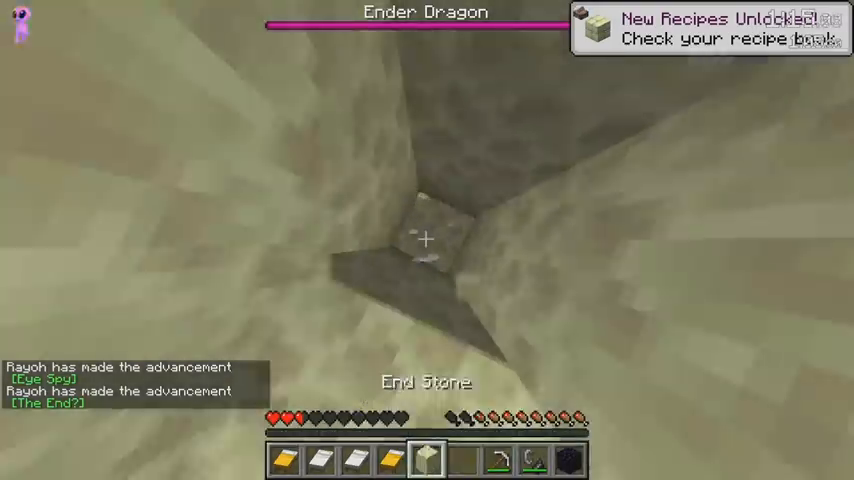 Ender Dragon
New Recipes Unlocked!
Check your recipe book
Rayoh has made the advancement
[Eye Spy]
Rayoh has made the advancement
[The End?]
End Stone